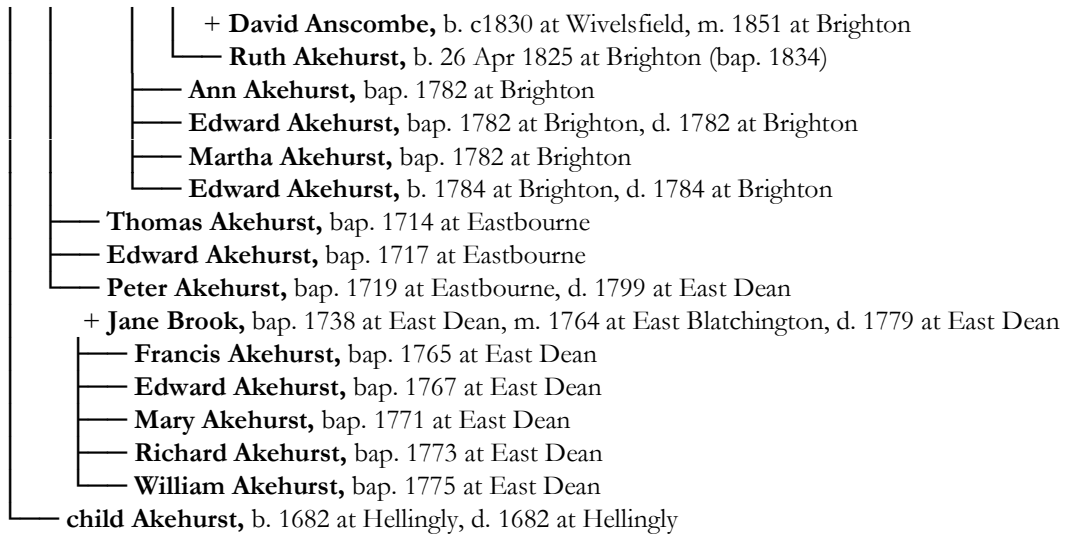 + David Anscombe, b. c1830 at Wivelsfield, m. 1851 at Brighton
Ruth Akehurst, b. 26 Apr 1825 at Brighton (bap. 1834)
Ann Akehurst, bap. 1782 at Brighton
Edward Akehurst, bap. 1782 at Brighton, d. 1782 at Brighton
Martha Akehurst, bap. 1782 at Brighton
Edward Akehurst, b. 1784 at Brighton, d. 1784 at Brighton
Thomas Akehurst, bap. 1714 at Eastbourne
Edward Akehurst, bap. 1717 at Eastbourne
Peter Akehurst, bap. 1719 at Eastbourne, d. 1799 at East Dean
+ Jane Brook, bap. 1738 at East Dean, m. 1764 at East Blatchington, d. 1779 at East Dean
Francis Akehurst, bap. 1765 at East Dean
Edward Akehurst, bap. 1767 at East Dean
Mary Akehurst, bap. 1771 at East Dean
Richard Akehurst, bap. 1773 at East Dean
William Akehurst, bap. 1775 at East Dean
child Akehurst, b. 1682 at Hellingly, d. 1682 at Hellingly